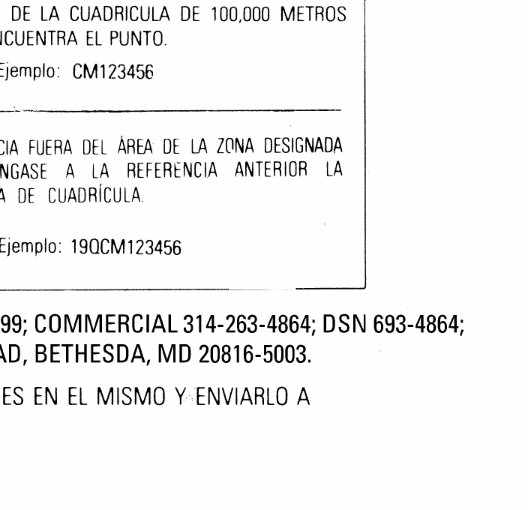 DE LA CUADRICULA DE 100,000 METROS
NCUENTRA EL PUNTO.
Ejemplo: CM123456
CIA FUERA DEL ÁREA DE LA ZONA DESIGNADA
NGASE A LA REFERENCIA ANTERIOR LA
A DE CUADRÍCULA.
Ejemplo: 19QCM123456
99; COMMERCIAL 314-263-4864; DSN 693-4864;
AD, BETHESDA, MD 20816-5003.
ES EN EL MISMO Y ENVIARLO A